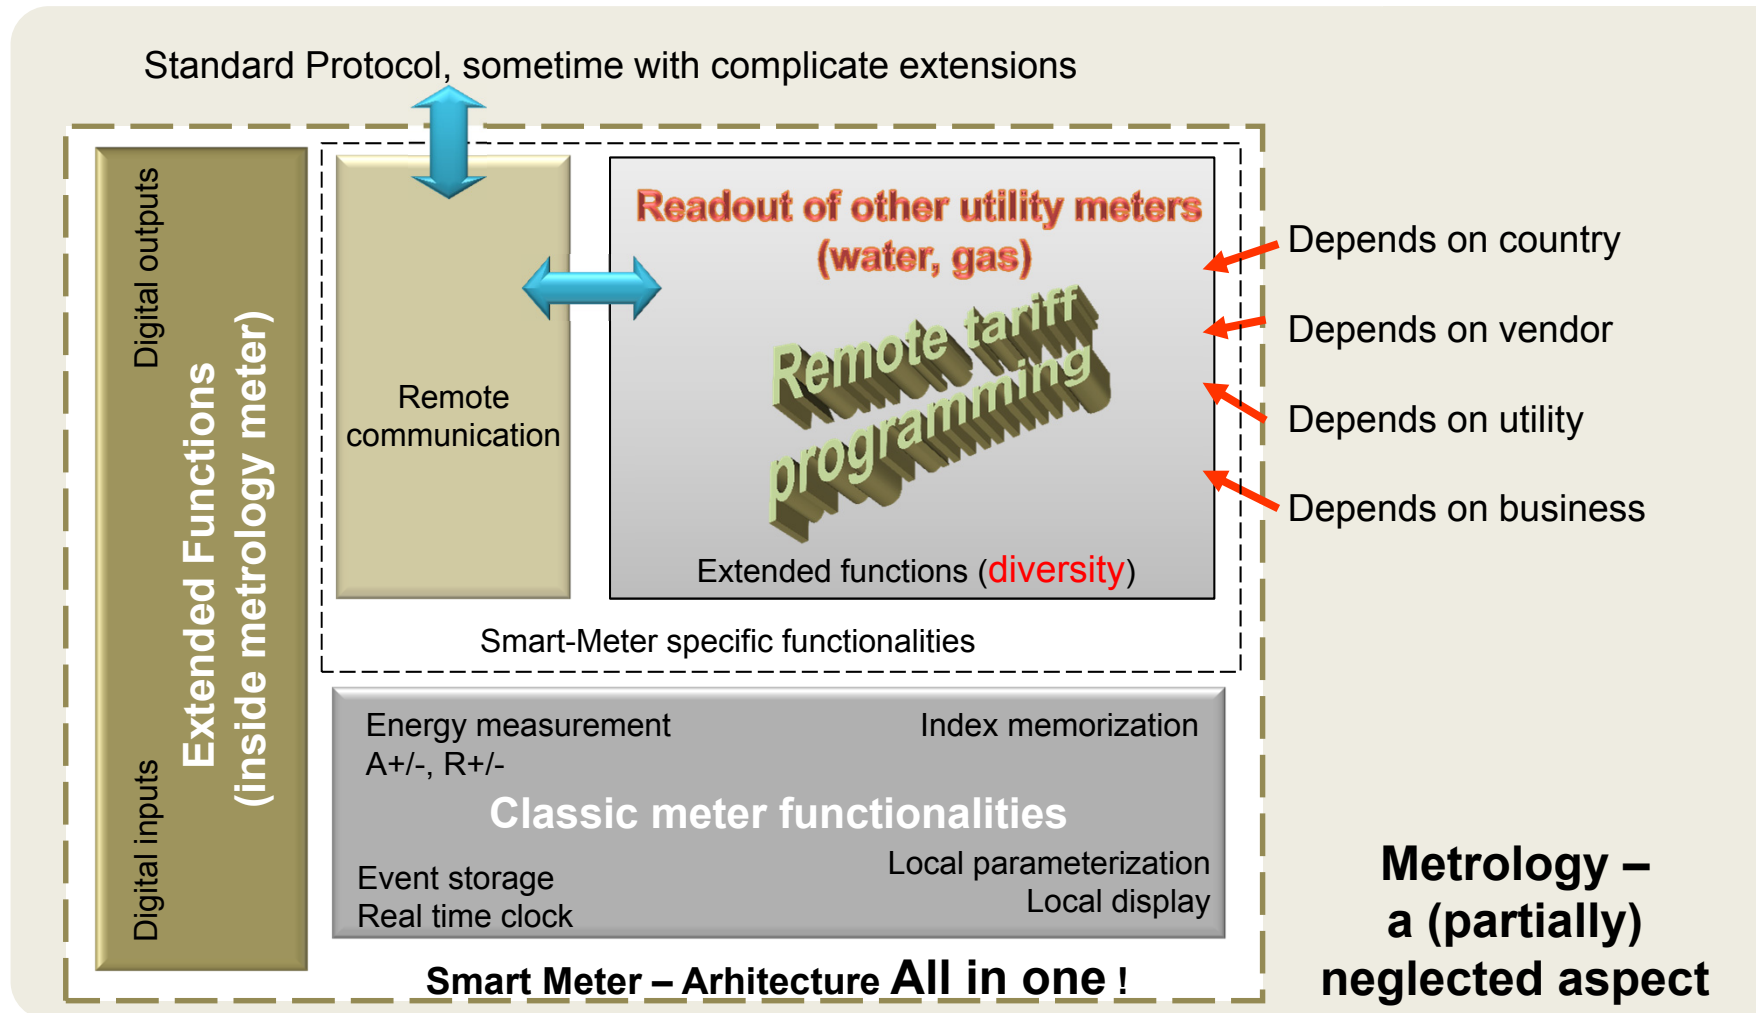 Standard Protocol, sometime with complicate extensions
Digital outputs
Digital inputs
Extended Functions
(inside metrology meter)
Remote
communication
Readout of other utility meters
(water, gas)
Remote tariff
programming
Extended functions (diversity)
Smart-Meter specific functionalities
Depends on country
Depends on vendor
Depends on utility
Depends on business
Energy measurement
A+/-, R+/-
Index memorization
Classic meter functionalities
Event storage
Real time clock
Local parameterization
Local display
Smart Meter – Arhitecture All in one !
Metrology –
a (partially)
neglected aspect